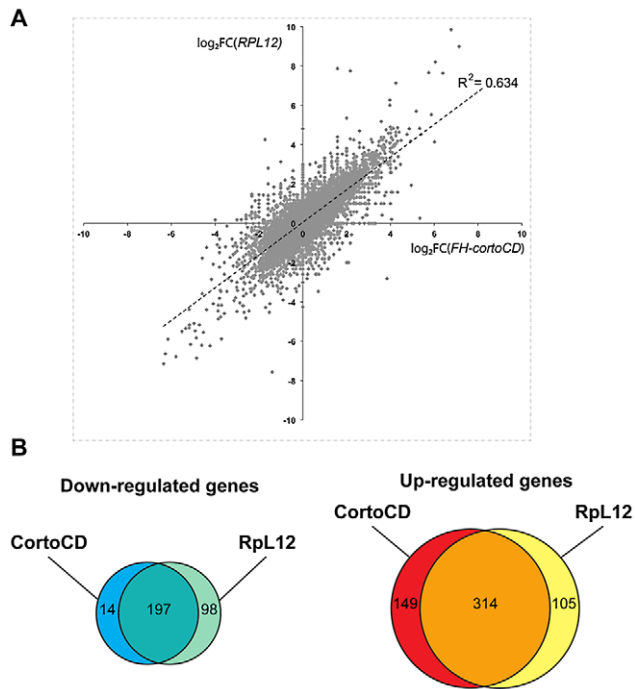 A
log₂FC(RPL12)
10
8
6
4
2
0
-2
-4
-6
-8
-10
R² = 0.634
-10 -8 -6 -4 -2 0 2 4 6 8 10
log₂FC(FH-cortoCD)
B
Down-regulated genes
CortoCD RpL12
14 197 98
Up-regulated genes
CortoCD RpL12
149 314 105